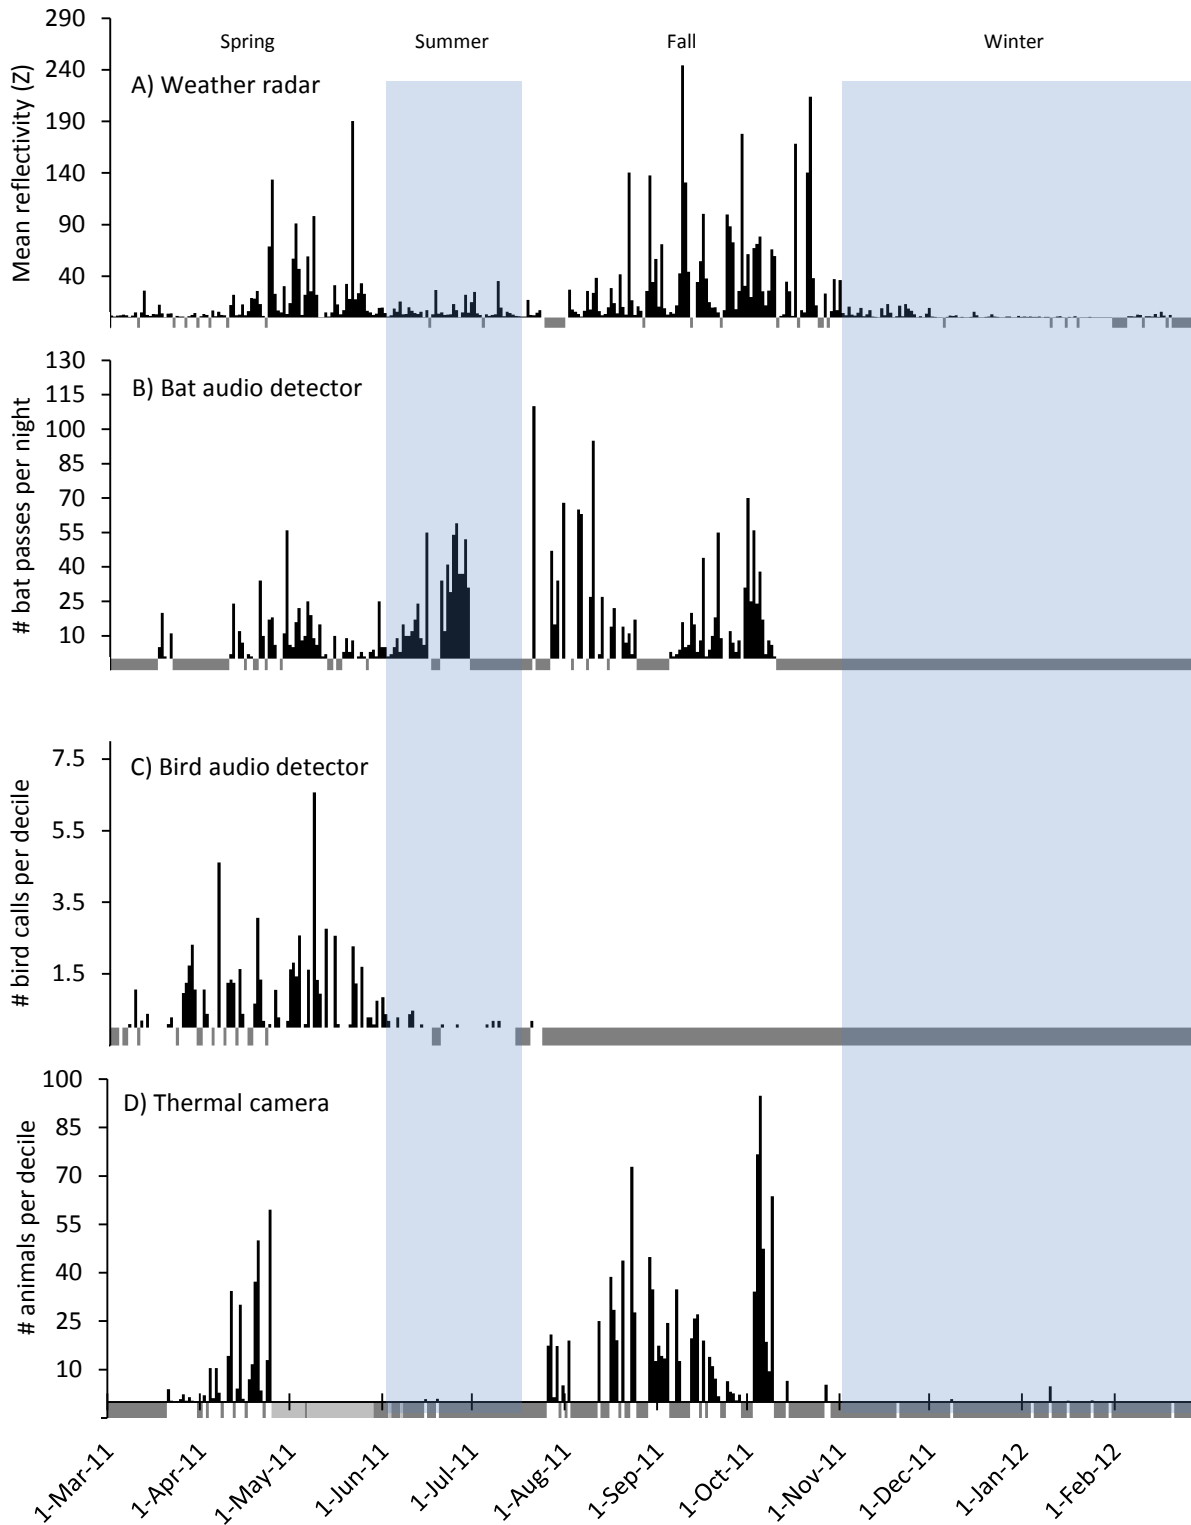 Spring Summer Fall Winter
A) Weather radar
Mean reflectivity (Z)
290
240
190
140
90
40
B) Bat audio detector
# bat passes per night
130
115
100
85
70
55
40
25
10
C) Bird audio detector
# bird calls per decile
7.5
5.5
3.5
1.5
D) Thermal camera
# animals per decile
100
85
70
55
40
25
10
1-Mar-11 1-Apr-11 1-May-11 1-Jun-11 1-Jul-11 1-Aug-11 1-Sep-11 1-Oct-11 1-Nov-11 1-Dec-11 1-Jan-12 1-Feb-12